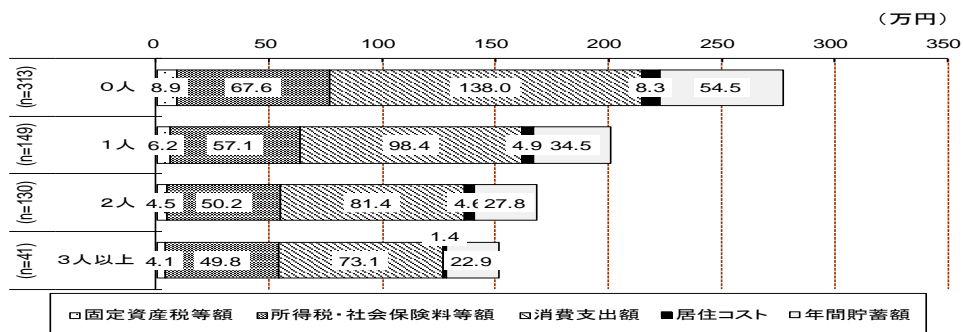 （万円）
0 50 100 150 200 250 300 350
(n=313) 0人 8.9 67.6 138.0 8.3 54.5
(n=149) 1人 6.2 57.1 98.4 4.9 34.5
(n=130) 2人 4.5 50.2 81.4 4.6 27.8
1.4
(n=41) 3人以上 4.1 49.8 73.1 22.9
固定資産税等額 所得税・社会保険料等額 消費支出額 居住コスト 年間貯蓄額